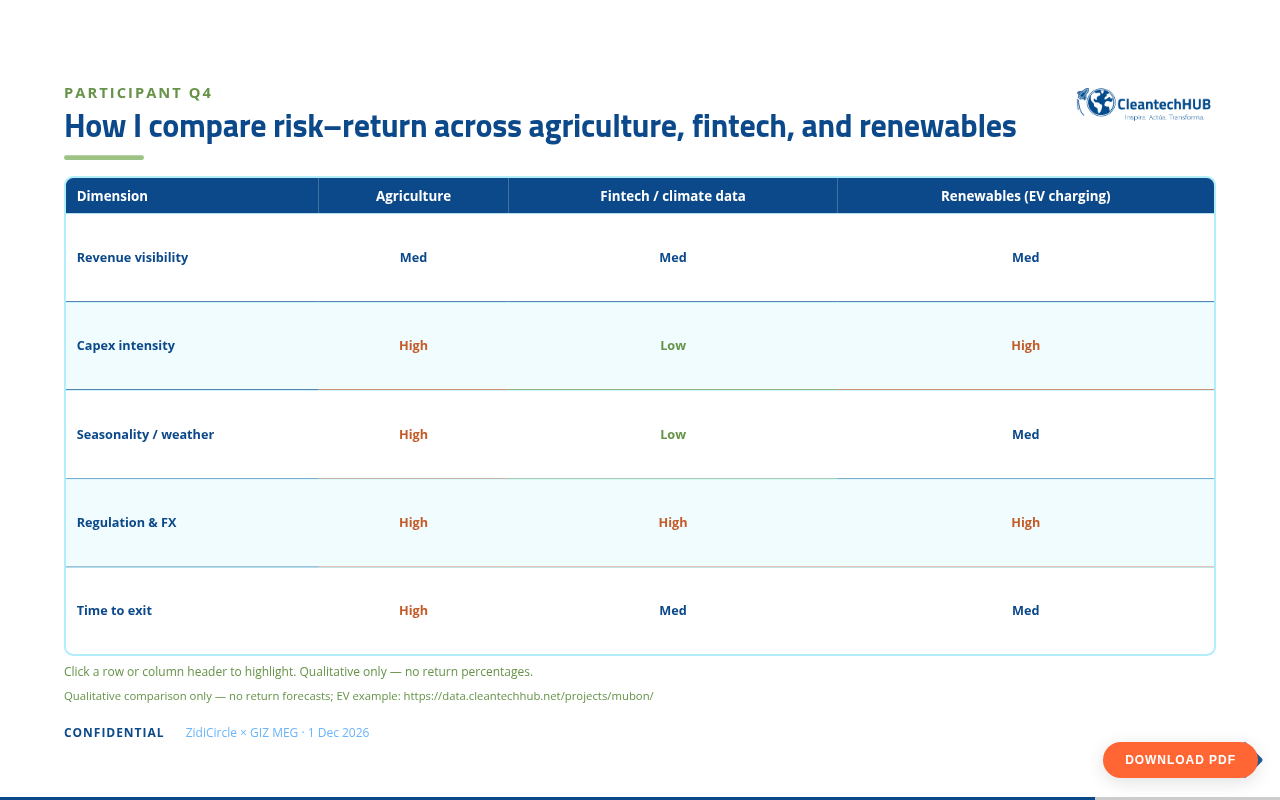 PARTICIPANT Q4
How I compare risk–return across agriculture, fintech, and renewables
CleantechHUB
Inspira. Actúa. Transforma.
Dimension Agriculture Fintech / climate data Renewables (EV charging)
Revenue visibility Med Med Med
Capex intensity High Low High
Seasonality / weather High Low Med
Regulation & FX High High High
Time to exit High Med Med
Click a row or column header to highlight. Qualitative only — no return percentages.
Qualitative comparison only — no return forecasts; EV example: https://data.cleantechhub.net/projects/mubon/
CONFIDENTIAL ZidiCircle × GIZ MEG · 1 Dec 2026
DOWNLOAD PDF